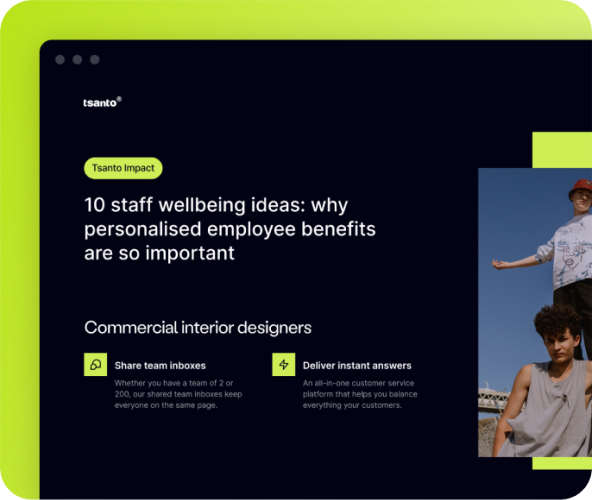 tsanto®
Tsanto Impact
10 staff wellbeing ideas: why
personalised employee benefits
are so important
Commercial interior designers
Share team inboxes
Whether you have a team of 2 or
200, our shared team inboxes keep
everyone on the same page.
Deliver instant answers
An all-in-one customer service
platform that helps you balance
everything your customers.